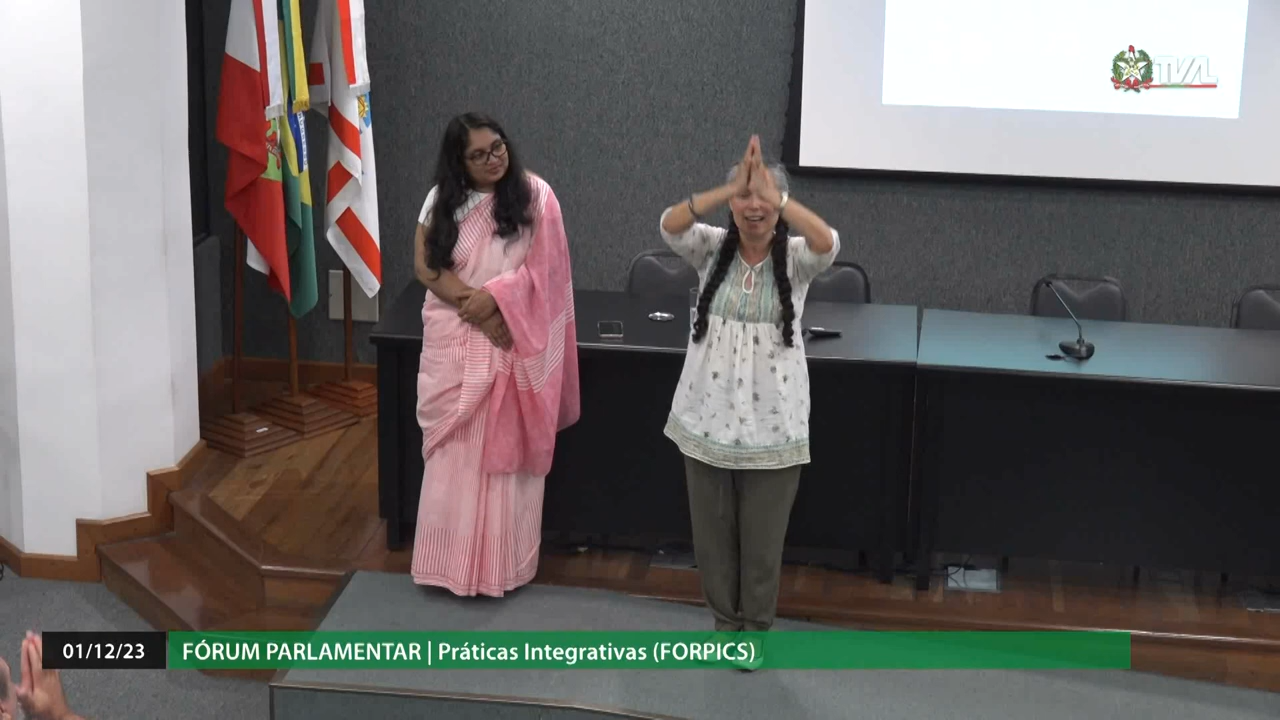 TVAL
01/12/23
FÓRUM PARLAMENTAR | Práticas Integrativas (FORPICS)